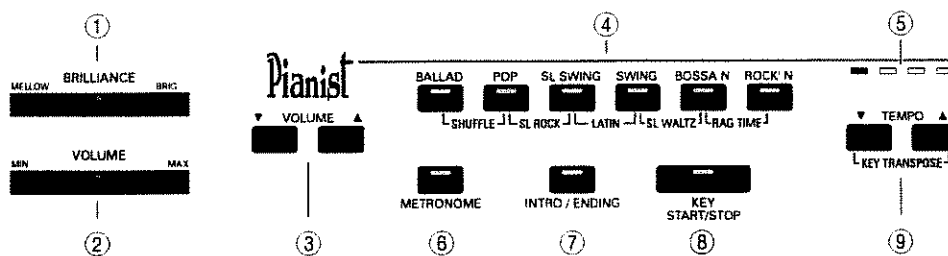 ① ④ ⑤
BRILLIANCE
MELLOW BRIG
Pianist
BALLAD POP SL SWING SWING BOSSA N ROCK' N
▼ VOLUME ▲
SHUFFLE SL ROCK LATIN SL WALTZ RAG TIME
▼ TEMPO ▲
KEY TRANSPOSE
VOLUME
MIN MAX
METRONOME INTRO / ENDING KEY
START/STOP
② ③ ⑥ ⑦ ⑧ ⑨